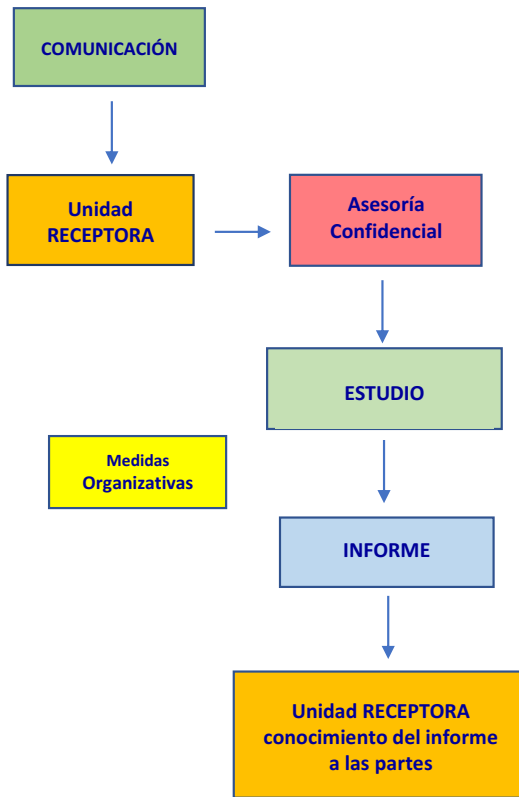 COMUNICACIÓN
Unidad
RECEPTORA
Asesoría
Confidencial
ESTUDIO
Medidas
Organizativas
INFORME
Unidad RECEPTORA
conocimiento del informe
a las partes